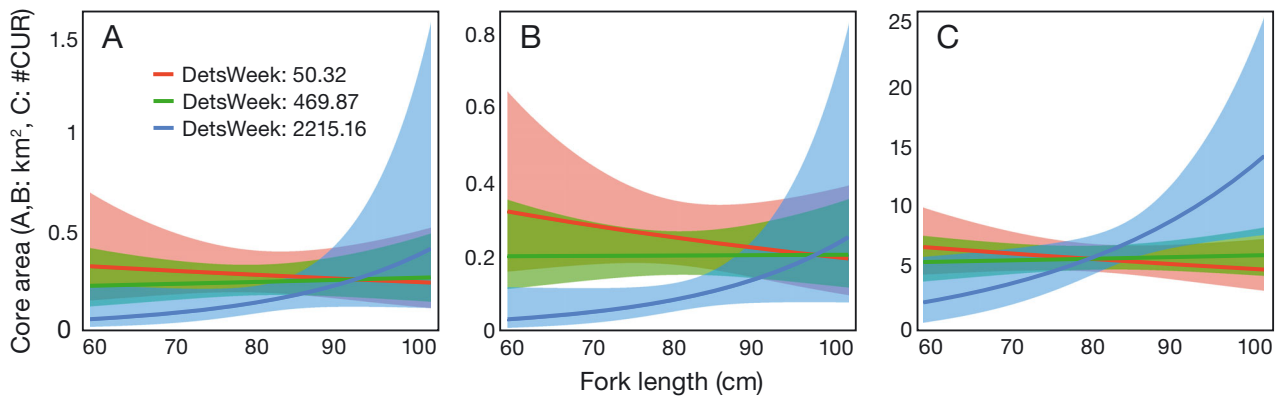 Core area (A,B: km², C: #CUR)
A
DetsWeek: 50.32
DetsWeek: 469.87
DetsWeek: 2215.16
1.5
1
0.5
0
60 70 80 90 100
B
0.8
0.6
0.4
0.2
0
60 70 80 90 100
C
25
20
15
10
5
0
60 70 80 90 100
Fork length (cm)